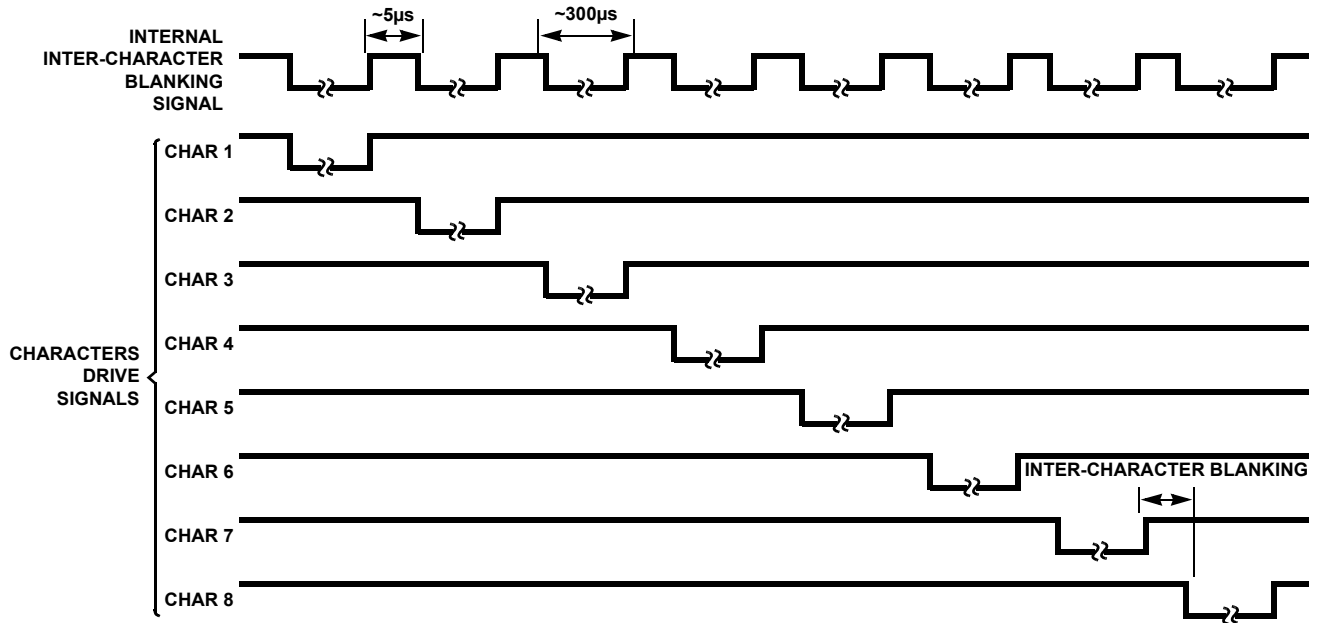 ~5µs
~300µs
INTERNAL
INTER-CHARACTER
BLANKING
SIGNAL
CHAR 1
CHAR 2
CHAR 3
CHAR 4
CHARACTERS
DRIVE
SIGNALS
CHAR 5
CHAR 6
INTER-CHARACTER BLANKING
CHAR 7
CHAR 8